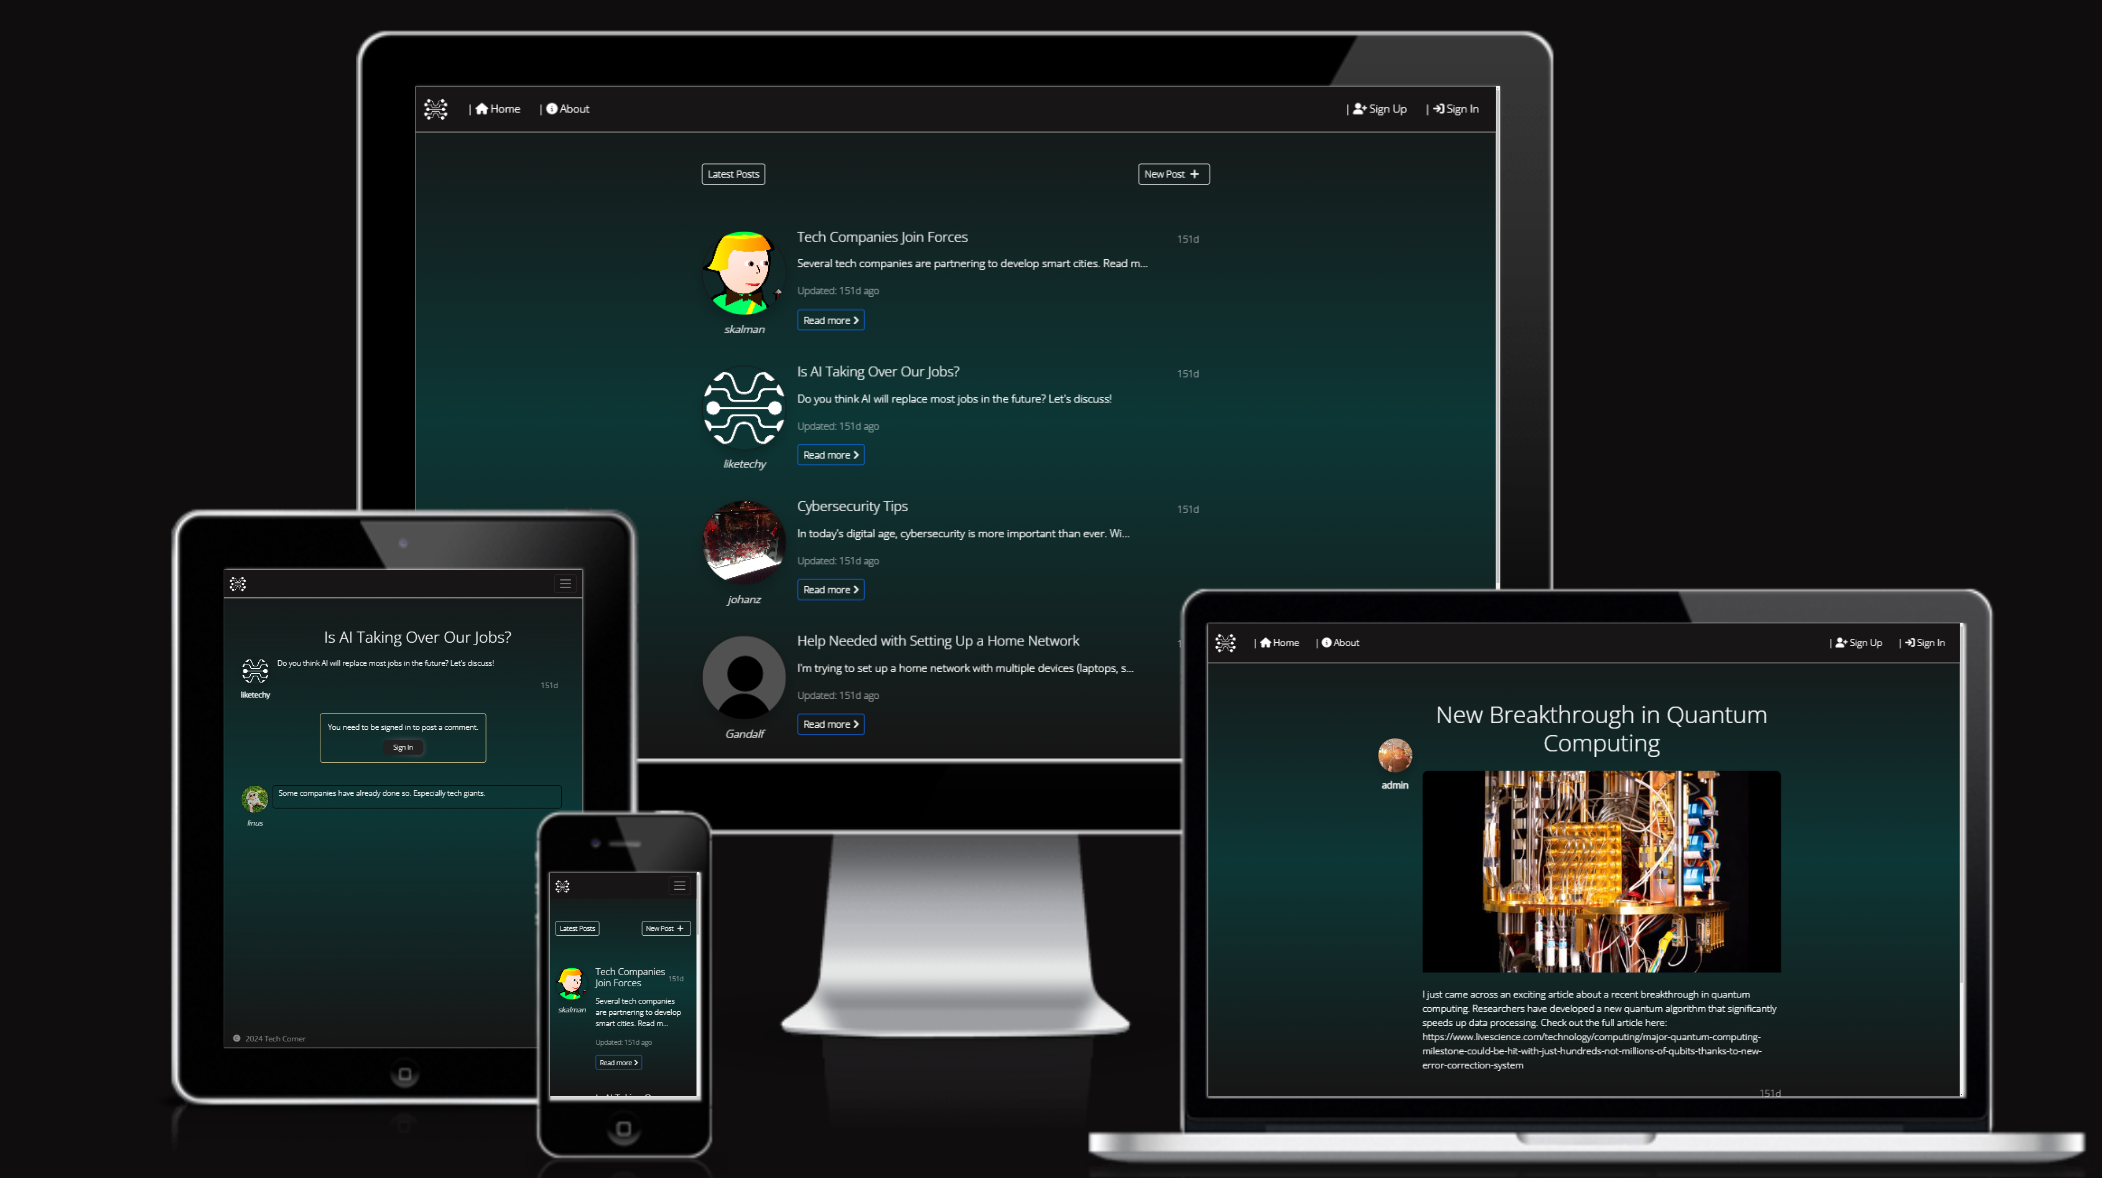 | Home | About | Sign Up | Sign In
Latest Posts
New Post +
Tech Companies Join Forces
151d
Several tech companies are partnering to develop smart cities. Read m...
Updated: 151d ago
Read more
skalman
Is AI Taking Over Our Jobs?
151d
Do you think AI will replace most jobs in the future? Let's discuss!
Updated: 151d ago
Read more
liketechy
Cybersecurity Tips
151d
In today's digital age, cybersecurity is more important than ever. Wi...
Updated: 151d ago
Read more
johanz
Help Needed with Setting Up a Home Network
I'm trying to set up a home network with multiple devices (laptops, s...
Updated: 151d ago
Read more
Gandalf
Is AI Taking Over Our Jobs?
Do you think AI will replace most jobs in the future? Let's discuss!
liketechy
151d
You need to be signed in to post a comment.
Sign In
Some companies have already done so. Especially tech giants.
linus
2024 Tech Corner
Latest Posts
New Post +
Tech Companies
Join Forces
151d
Several tech companies
are partnering to develop
smart cities. Read m...
skalman
Updated: 151d ago
Read more
| Home | About | Sign Up | Sign In
New Breakthrough in Quantum
Computing
admin
I just came across an exciting article about a recent breakthrough in quantum
computing. Researchers have developed a new quantum algorithm that significantly
speeds up data processing. Check out the full article here:
https://www.livescience.com/technology/computing/major-quantum-computing-
milestone-could-be-hit-with-just-hundreds-not-millions-of-qubits-thanks-to-new-
error-correction-system
151d